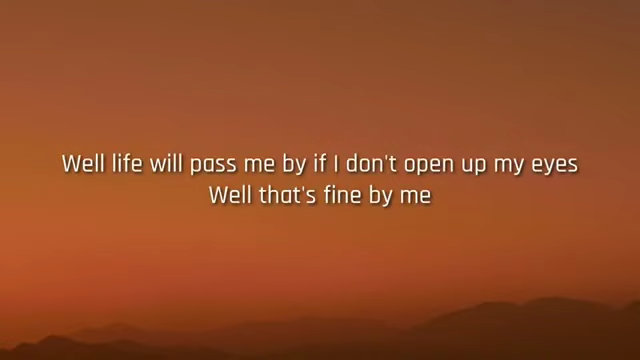 Well life will pass me by if I don't open up my eyes
Well that's fine by me